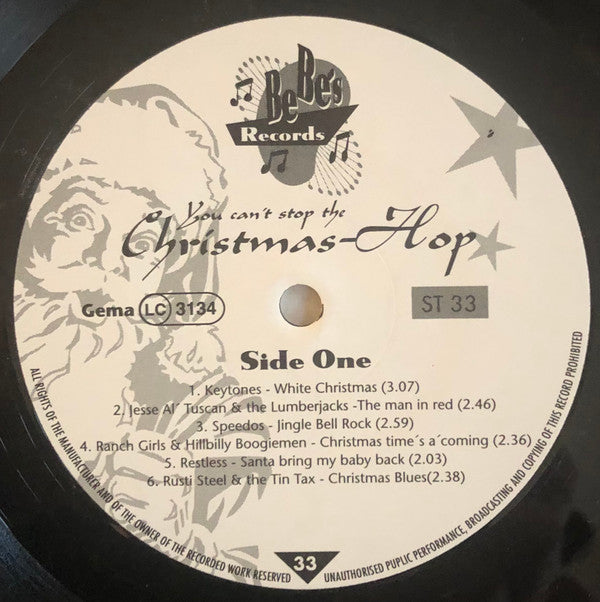 BeBe's
Records
You can't stop the
Christmas-Hop
Gema LC 3134
ST 33
Side One
1. Keytones - White Christmas (3.07)
2. Jesse Al´ Tuscan & the Lumberjacks -The man in red (2.46)
3. Speedos - Jingle Bell Rock (2.59)
4. Ranch Girls & Hillbilly Boogiemen - Christmas time´s a´coming (2.36)
5. Restless - Santa bring my baby back (2.03)
6. Rusti Steel & the Tin Tax - Christmas Blues(2.38)
ALL RIGHTS OF THE MANUFACTURER AND OF THE OWNER OF THE RECORDED WORK RESERVED
33
UNAUTHORISED PUPLIC PERFORMANCE, BROADCASTING AND COPYING OF THIS RECORD PROHIBITED